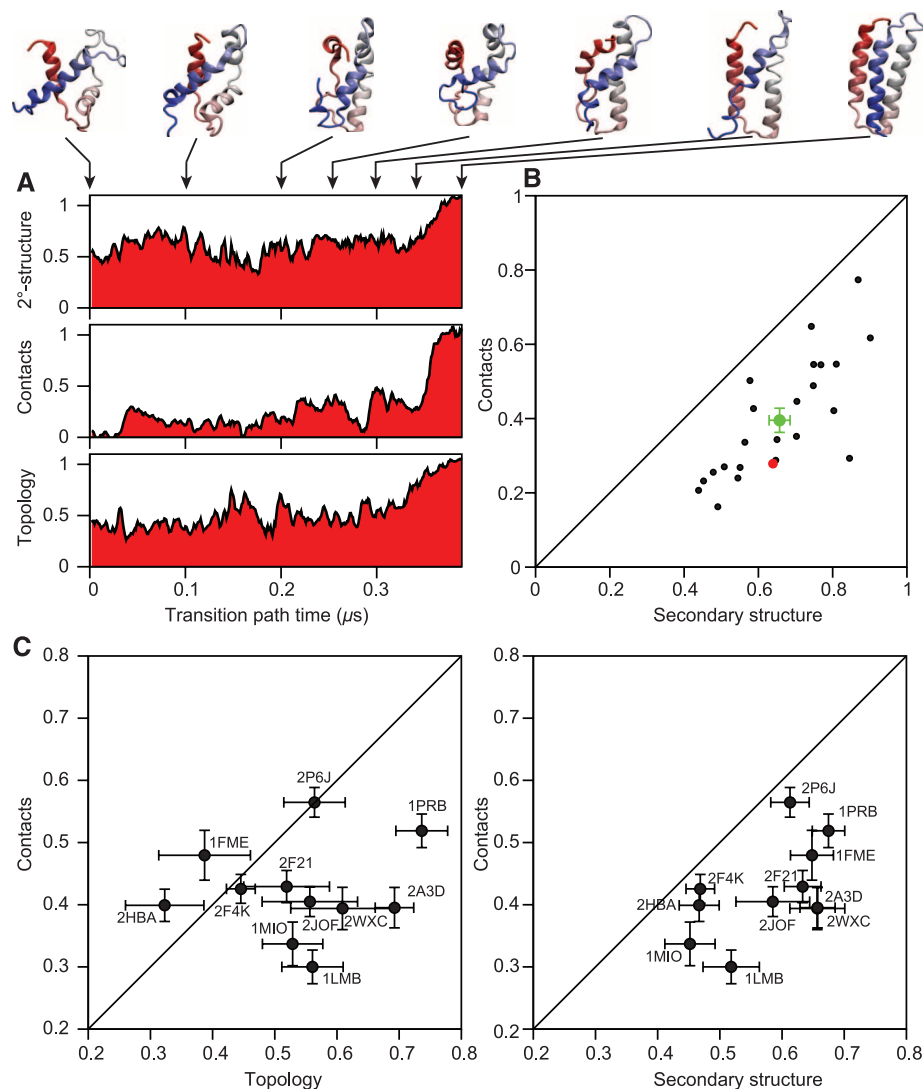 A
B
2°-structure
1
0.5
0
Contacts
1
0.5
0
Topology
1
0.5
0
0
0.1
0.2
0.3
Transition path time (µs)
Contacts
1
0.8
0.6
0.4
0.2
0
0
0.4
0.6
0.8
1
Secondary structure
C
Contacts
0.8
0.7
0.6
0.5
0.4
0.3
0.2
2P6J
1PRB
1FME
2F21
2F4K
2A3D
2HBA
2JOF
2WXC
1MIO
1LMB
0.2
0.3
0.4
0.5
0.6
0.7
0.8
Topology
Contacts
0.8
0.7
0.6
0.5
0.4
0.3
0.2
2P6J
1PRB
1FME
2F4K
2F21
2A3D
2HBA
2JOF
2WXC
1MIO
1LMB
0.2
0.3
0.4
0.5
0.6
0.7
0.8
Secondary structure